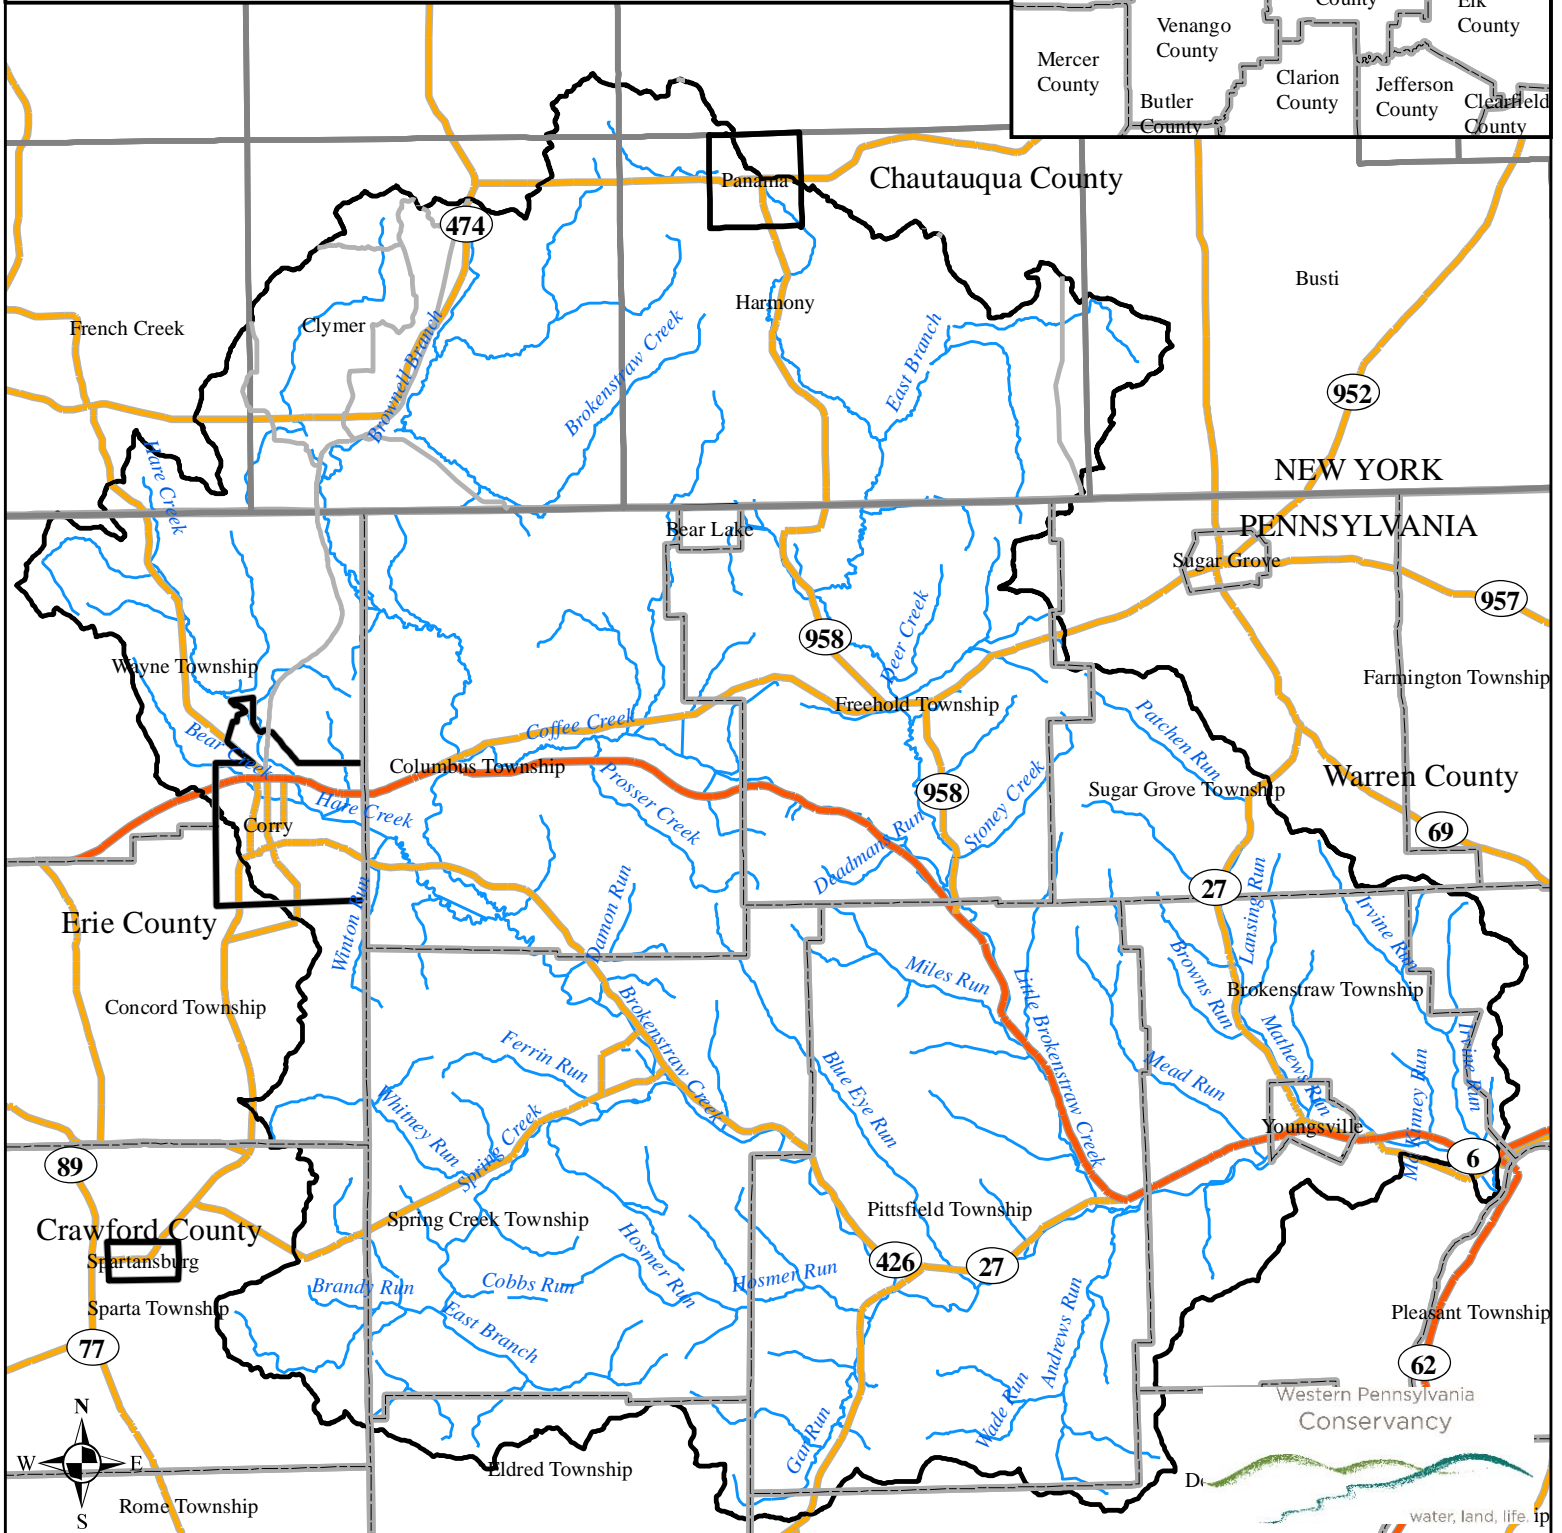 County
Elk
County
Venango
County
Mercer
County
Clarion
County
Jefferson
County
Butler
County
Clearfield
County
Panama
Chautauqua County
474
Busti
Harmony
French Creek
Clymer
Brownell Branch
Brokenstraw Creek
East Branch
952
Hare Creek
NEW YORK
PENNSYLVANIA
Bear Lake
Sugar Grove
957
958
Deer Creek
Wayne Township
Farmington Township
Freehold Township
Coffee Creek
Patchen Run
Bear Creek
Columbus Township
Prosser Creek
Warren County
958
Sugar Grove Township
Hare Creek
Corry
Stoney Creek
Deadmans Run
69
27
Erie County
Winton Run
Damon Run
Lansing Run
Irvine Run
Miles Run
Browns Run
Brokenstraw Township
Concord Township
Brokenstraw Creek
Little Brokenstraw Creek
Ferrin Run
Mathews Run
Irvine Run
Blue Eye Run
Mead Run
McKinney Run
Whitney Run
Spring Creek
Youngsville
89
6
Crawford County
Spring Creek Township
Pittsfield Township
Spartansburg
Hosmer Run
426
27
Hosmer Run
Brandy Run
Cobbs Run
Sparta Township
East Branch
Andrews Run
Pleasant Township
77
62
Wade Run
Gar Run
N
W
E
S
Western Pennsylvania
Conservancy
Eldred Township
Rome Township
water, land, life.
ip